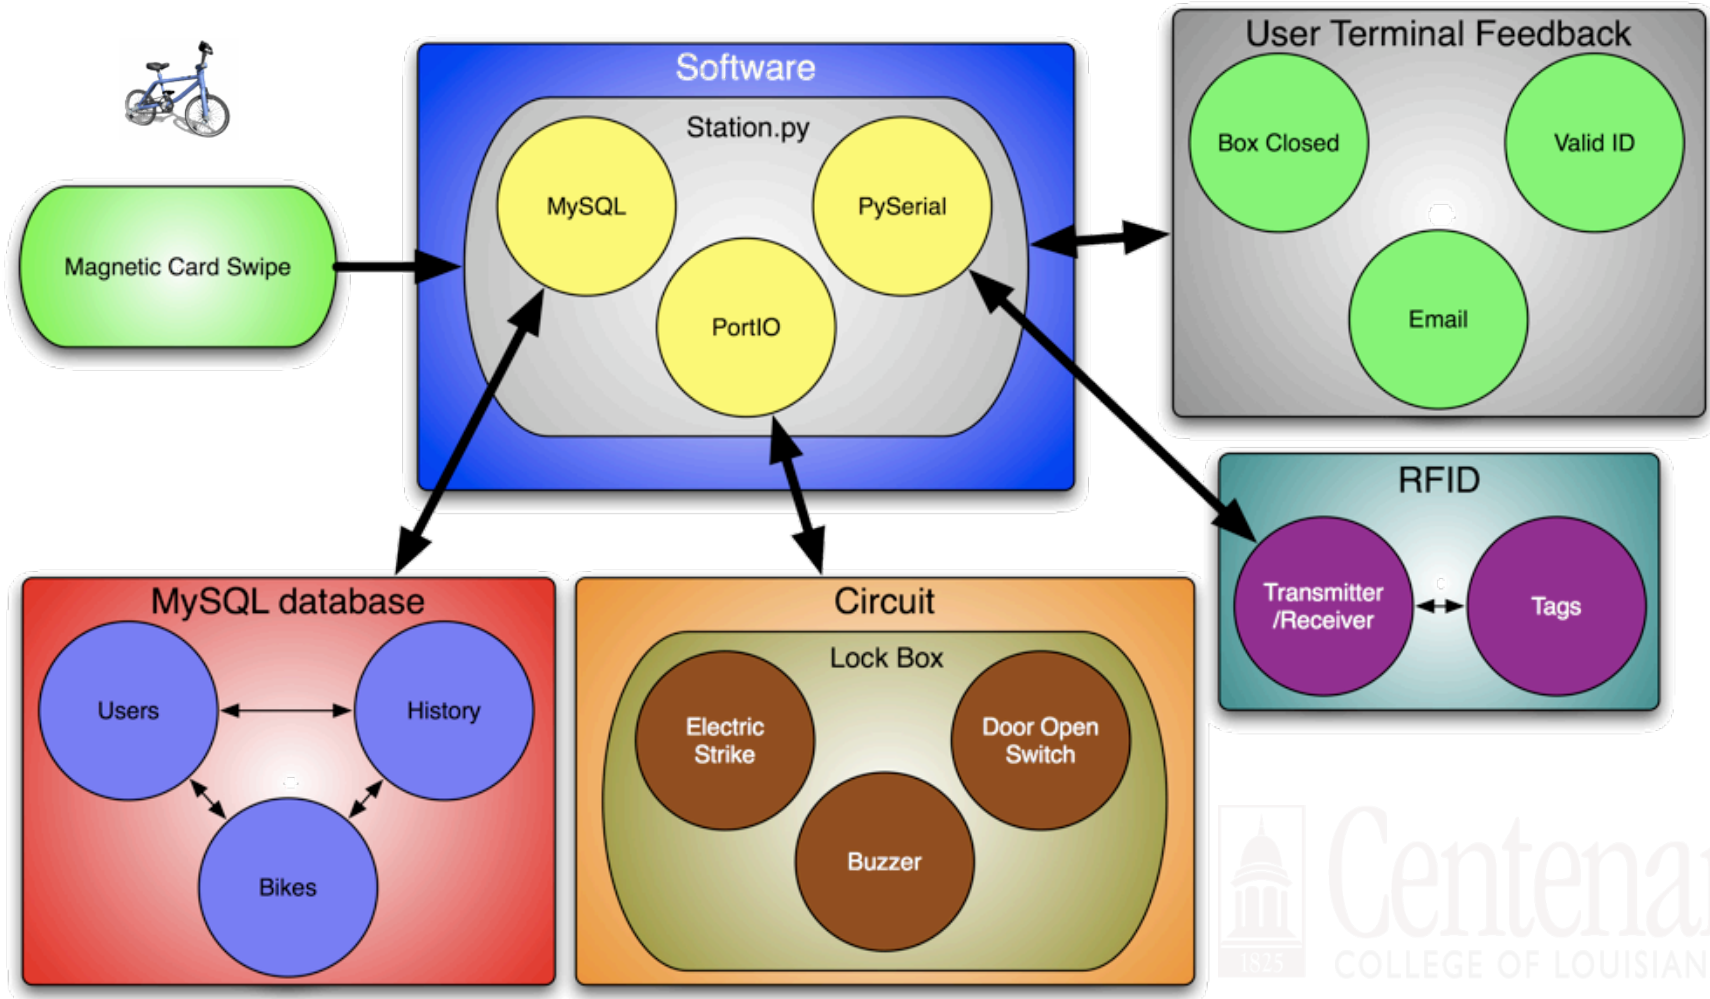 Software
Station.py
MySQL
PySerial
PortIO
Magnetic Card Swipe
User Terminal Feedback
Box Closed
Valid ID
Email
RFID
Transmitter
/Receiver
Tags
MySQL database
Users
History
Bikes
Circuit
Lock Box
Electric
Strike
Door Open
Switch
Buzzer
1825
Centena
COLLEGE OF LOUISIAN